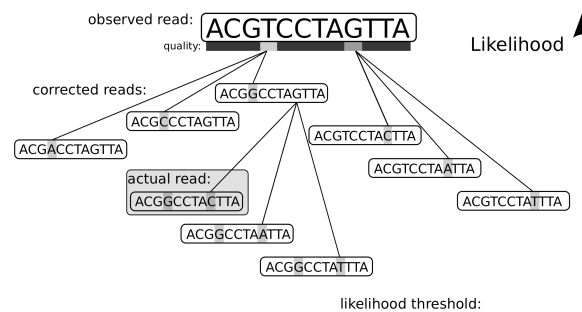 observed read:
ACGTCCTAGTTA
quality:
Likelihood
corrected reads:
ACGGCCTAGTTA
ACGCCCTAGTTA
ACGTCCTACTTA
ACGACCTAGTTA
ACGTCCTAATTA
actual read:
ACGGCCTACTTA
ACGTCCTATTTA
ACGGCCTAATTA
ACGGCCTATTTA
likelihood threshold: